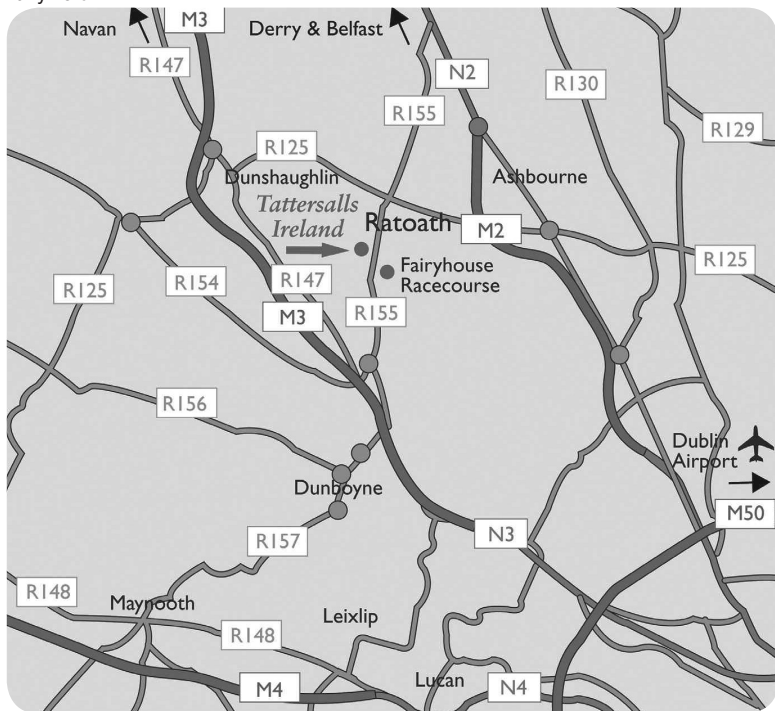 M3
Navan
Derry & Belfast
R147
N2
R155
R130
R129
R125
Dunshaughlin
Ashbourne
Tattersalls
Ireland
Ratoath
M2
Fairyhouse
Racecourse
R125
R125
R154
R147
M3
R155
R156
Dublin
Airport
Dunboyne
M50
N3
R157
R148
Maynooth
Leixlip
R148
Lucan
M4
N4